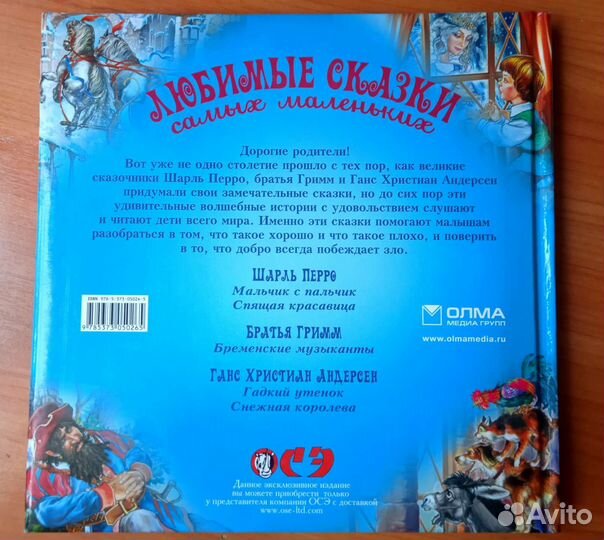 ЛЮБИМЫЕ СКАЗКИ
самых маленьких
Дорогие родители!
Вот уже не одно столетие прошло с тех пор, как великие
сказочники Шарль Перро, братья Гримм и Ганс Христиан Андерсен
придумали свои замечательные сказки, но до сих пор эти
удивительные волшебные истории с удовольствием слушают
и читают дети всего мира. Именно эти сказки помогают малышам
разобраться в том, что такое хорошо и что такое плохо, и поверить
в то, что добро всегда побеждает зло.
ШАРЛЬ ПЕРРО
Мальчик с пальчик
Спящая красавица
БРАТЬЯ ГРИММ
Бременские музыканты
ГАНС ХРИСТИАН АНДЕРСЕН
Гадкий утенок
Снежная королева
ОЛМА
МЕДИА ГРУПП
www.olmamedia.ru
ОСЭ
Данное эксклюзивное издание
вы можете приобрести только
у представителя компании ОСЭ с доставкой
www.ose-ltd.com
9 785373 050265
Avito